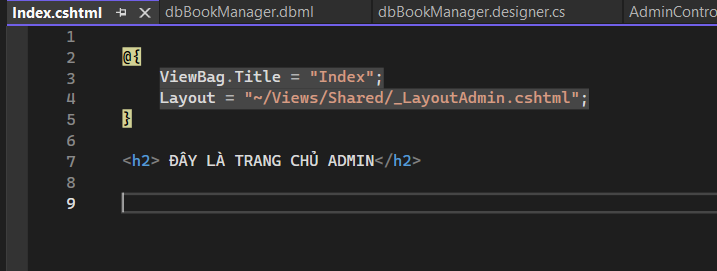 Index.cshtml dbBookManager.dbml dbBookManager.designer.cs AdminContro
1
2 @{
3 ViewBag.Title = "Index";
4 Layout = "~/Views/Shared/_LayoutAdmin.cshtml";
5 }
6
7 <h2> ĐÂY LÀ TRANG CHỦ ADMIN</h2>
8
9